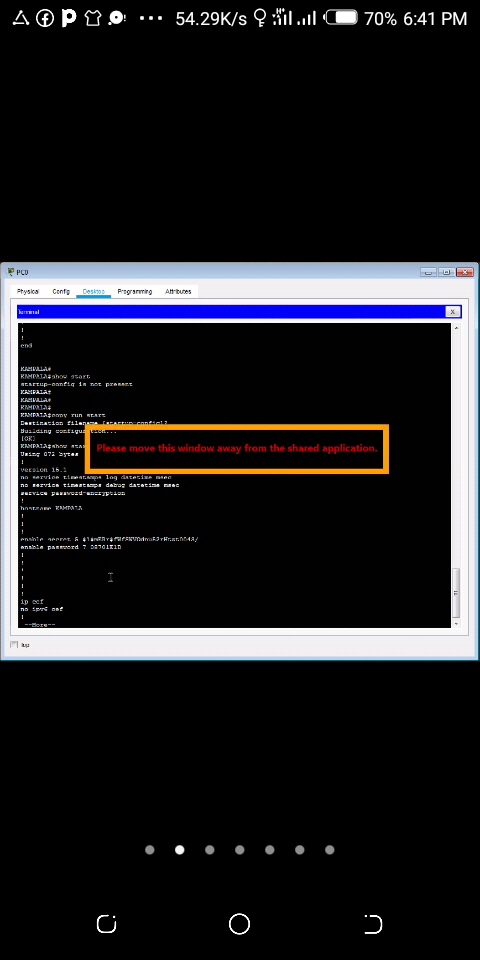 54.29K/s 70% 6:41 PM
PC0
Physical Config Desktop Programming Attributes
Terminal
X
!
!
end
KAMPALA#
KAMPALA#show start
startup-config is not present
KAMPALA#
KAMPALA#
KAMPALA#
KAMPALA#copy run start
Destination filename [startup-config]?
Building configuration...
[OK]
KAMPALA#show star
Please move this window away from the shared application.
Using 672 bytes
!
version 15.1
no service timestamps log datetime msec
no service timestamps debug datetime msec
service password-encryption
!
hostname KAMPALA
!
!
!
enable secret 5
enable password 7
!
!
!
!
!
!
ip cef
no ipv6 cef
!
--More--
Top